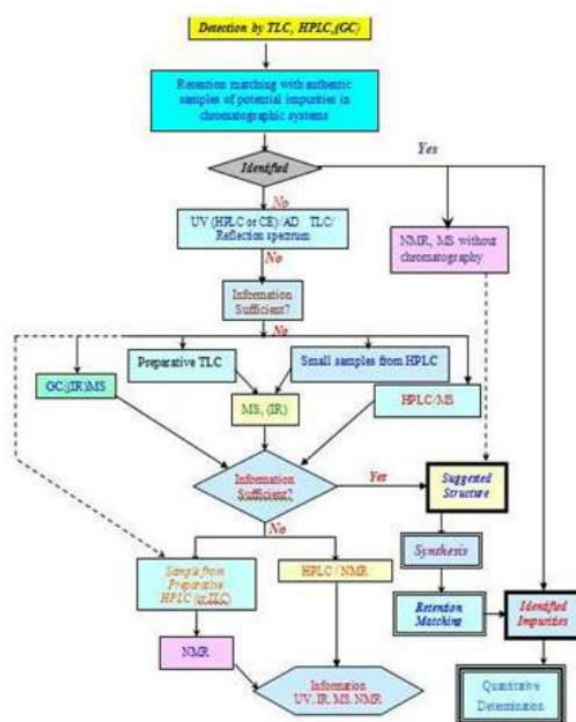 Detection by TLC, HPLC,(GC)
Retention matching with authentic
samples of potential impurities in
chromatographic systems
Identified
Yes
No
UV (HPLC or CE)/AD TLC/
Reflection spectrum
NMR, MS without
chromatography
No
Information
Sufficient?
No
Preparative TLC
Small samples from HPLC
GC,(IR)MS
MS, (IR)
HPLC/MS
Information
Sufficient?
Yes
Suggested
Structure
No
Synthesis
Sample from
Preparative
HPLC (or TLC)
HPLC / NMR
Retention
Matching
Identified
Impurities
NMR
Information
UV, IR, MS, NMR
Quantitative
Determination